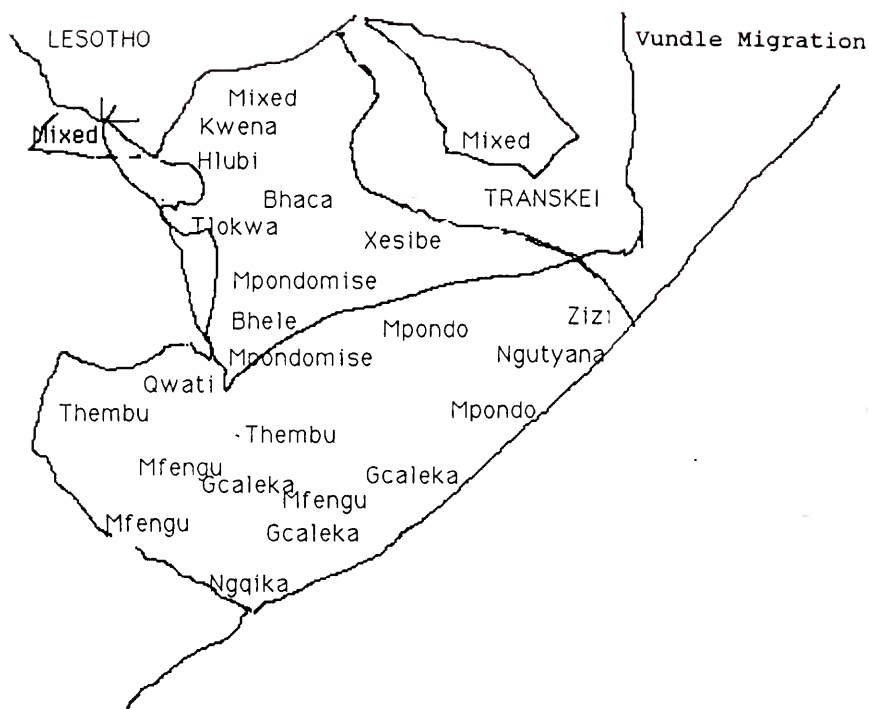 LESOTHO
Vundle Migration
Mixed
Kwena
Mixed
Mixed
Hlubi
Bhaca
TRANSKEI
Tlokwa
Xesibe
Mpondomise
Zizi
Bhele
Mpondo
Mpondomise
Ngutyana
Qwati
Thembu
Mpondo
Thembu
Mfengu
Gcaleka
Gcaleka
Mfengu
Mfengu
Gcaleka
Ngqika